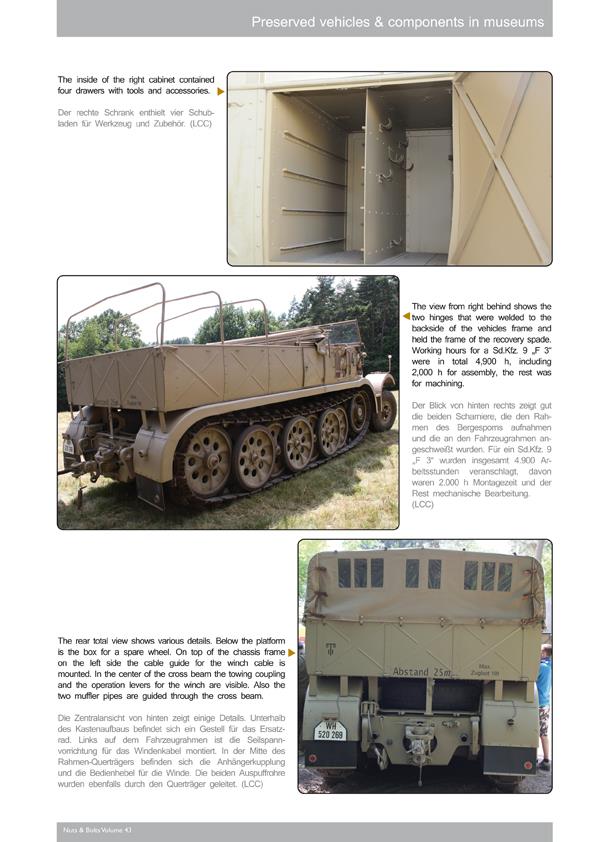 Preserved vehicles & components in museums
The inside of the right cabinet contained
four drawers with tools and accessories.
Der rechte Schrank enthielt vier Schub-
laden für Werkzeug und Zubehör. (LCC)
Abstand 25m
The view from right behind shows the
two hinges that were welded to the
backside of the vehicles frame and
held the frame of the recovery spade.
Working hours for a Sd.Kfz. 9 „F 3“
were in total 4,900 h, including
2,000 h for assembly, the rest was
for machining.
Der Blick von hinten rechts zeigt gut
die beiden Scharniere, die den Rah-
men des Bergesporns aufnahmen
und die an den Fahrzeugrahmen an-
geschweißt wurden. Für ein Sd.Kfz. 9
„F 3“ wurden insgesamt 4.900 Ar-
beitsstunden veranschlagt, davon
waren 2.000 h Montagezeit und der
Rest mechanische Bearbeitung.
(LCC)
The rear total view shows various details. Below the platform
is the box for a spare wheel. On top of the chassis frame
on the left side the cable guide for the winch cable is
mounted. In the center of the cross beam the towing coupling
and the operation levers for the winch are visible. Also the
two muffler pipes are guided through the cross beam.
Die Zentralansicht von hinten zeigt einige Details. Unterhalb
des Kastenaufbaus befindet sich ein Gestell für das Ersatz-
rad. Links auf dem Fahrzeugrahmen ist die Seilspann-
vorrichtung für das Windenkabel montiert. In der Mitte des
Rahmen-Querträgers befinden sich die Anhängerkupplung
und die Bedienhebel für die Winde. Die beiden Auspuffrohre
wurden ebenfalls durch den Querträger geleitet. (LCC)
Abstand 25m
Max.
Zuglast 18t
WH
520 269
Nuts & Bolts Volume 43